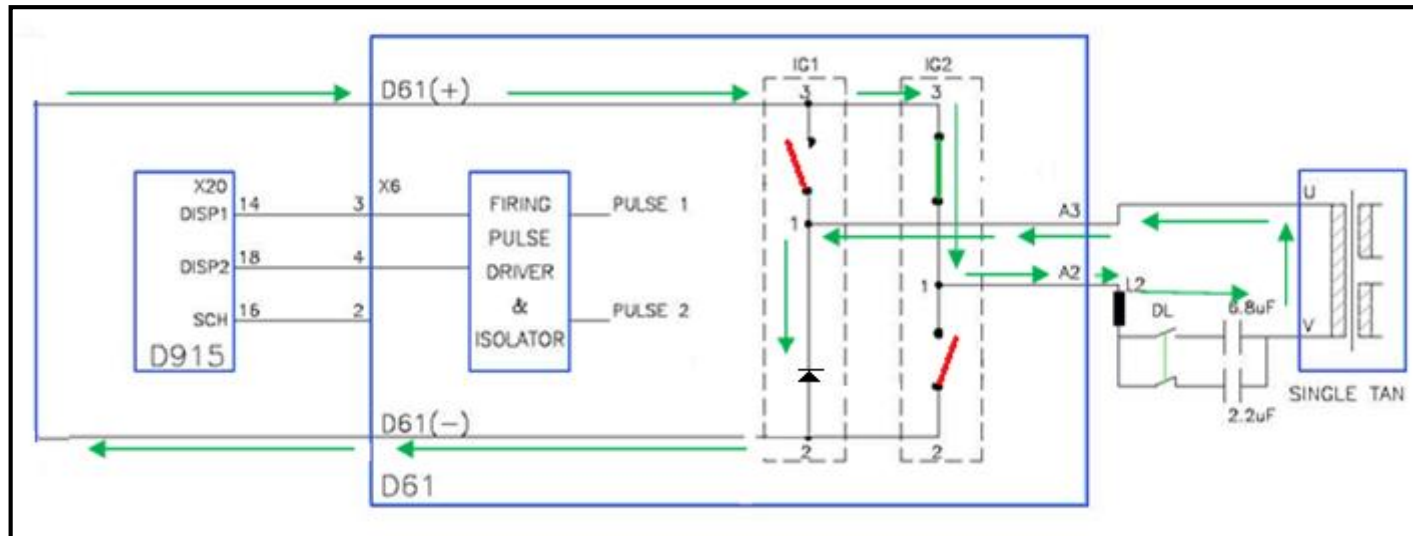 IG1
IG2
D61(+)
3
3
X20
DISP1
14
3
X6
FIRING
PULSE
DRIVER
&
ISOLATOR
PULSE 1
1
A3
U
DISP2
18
4
1
A2
L2
SCH
16
2
PULSE 2
DL
6.8uF
V
D915
SINGLE TAN
2.2uF
D61(-)
2
2
D61